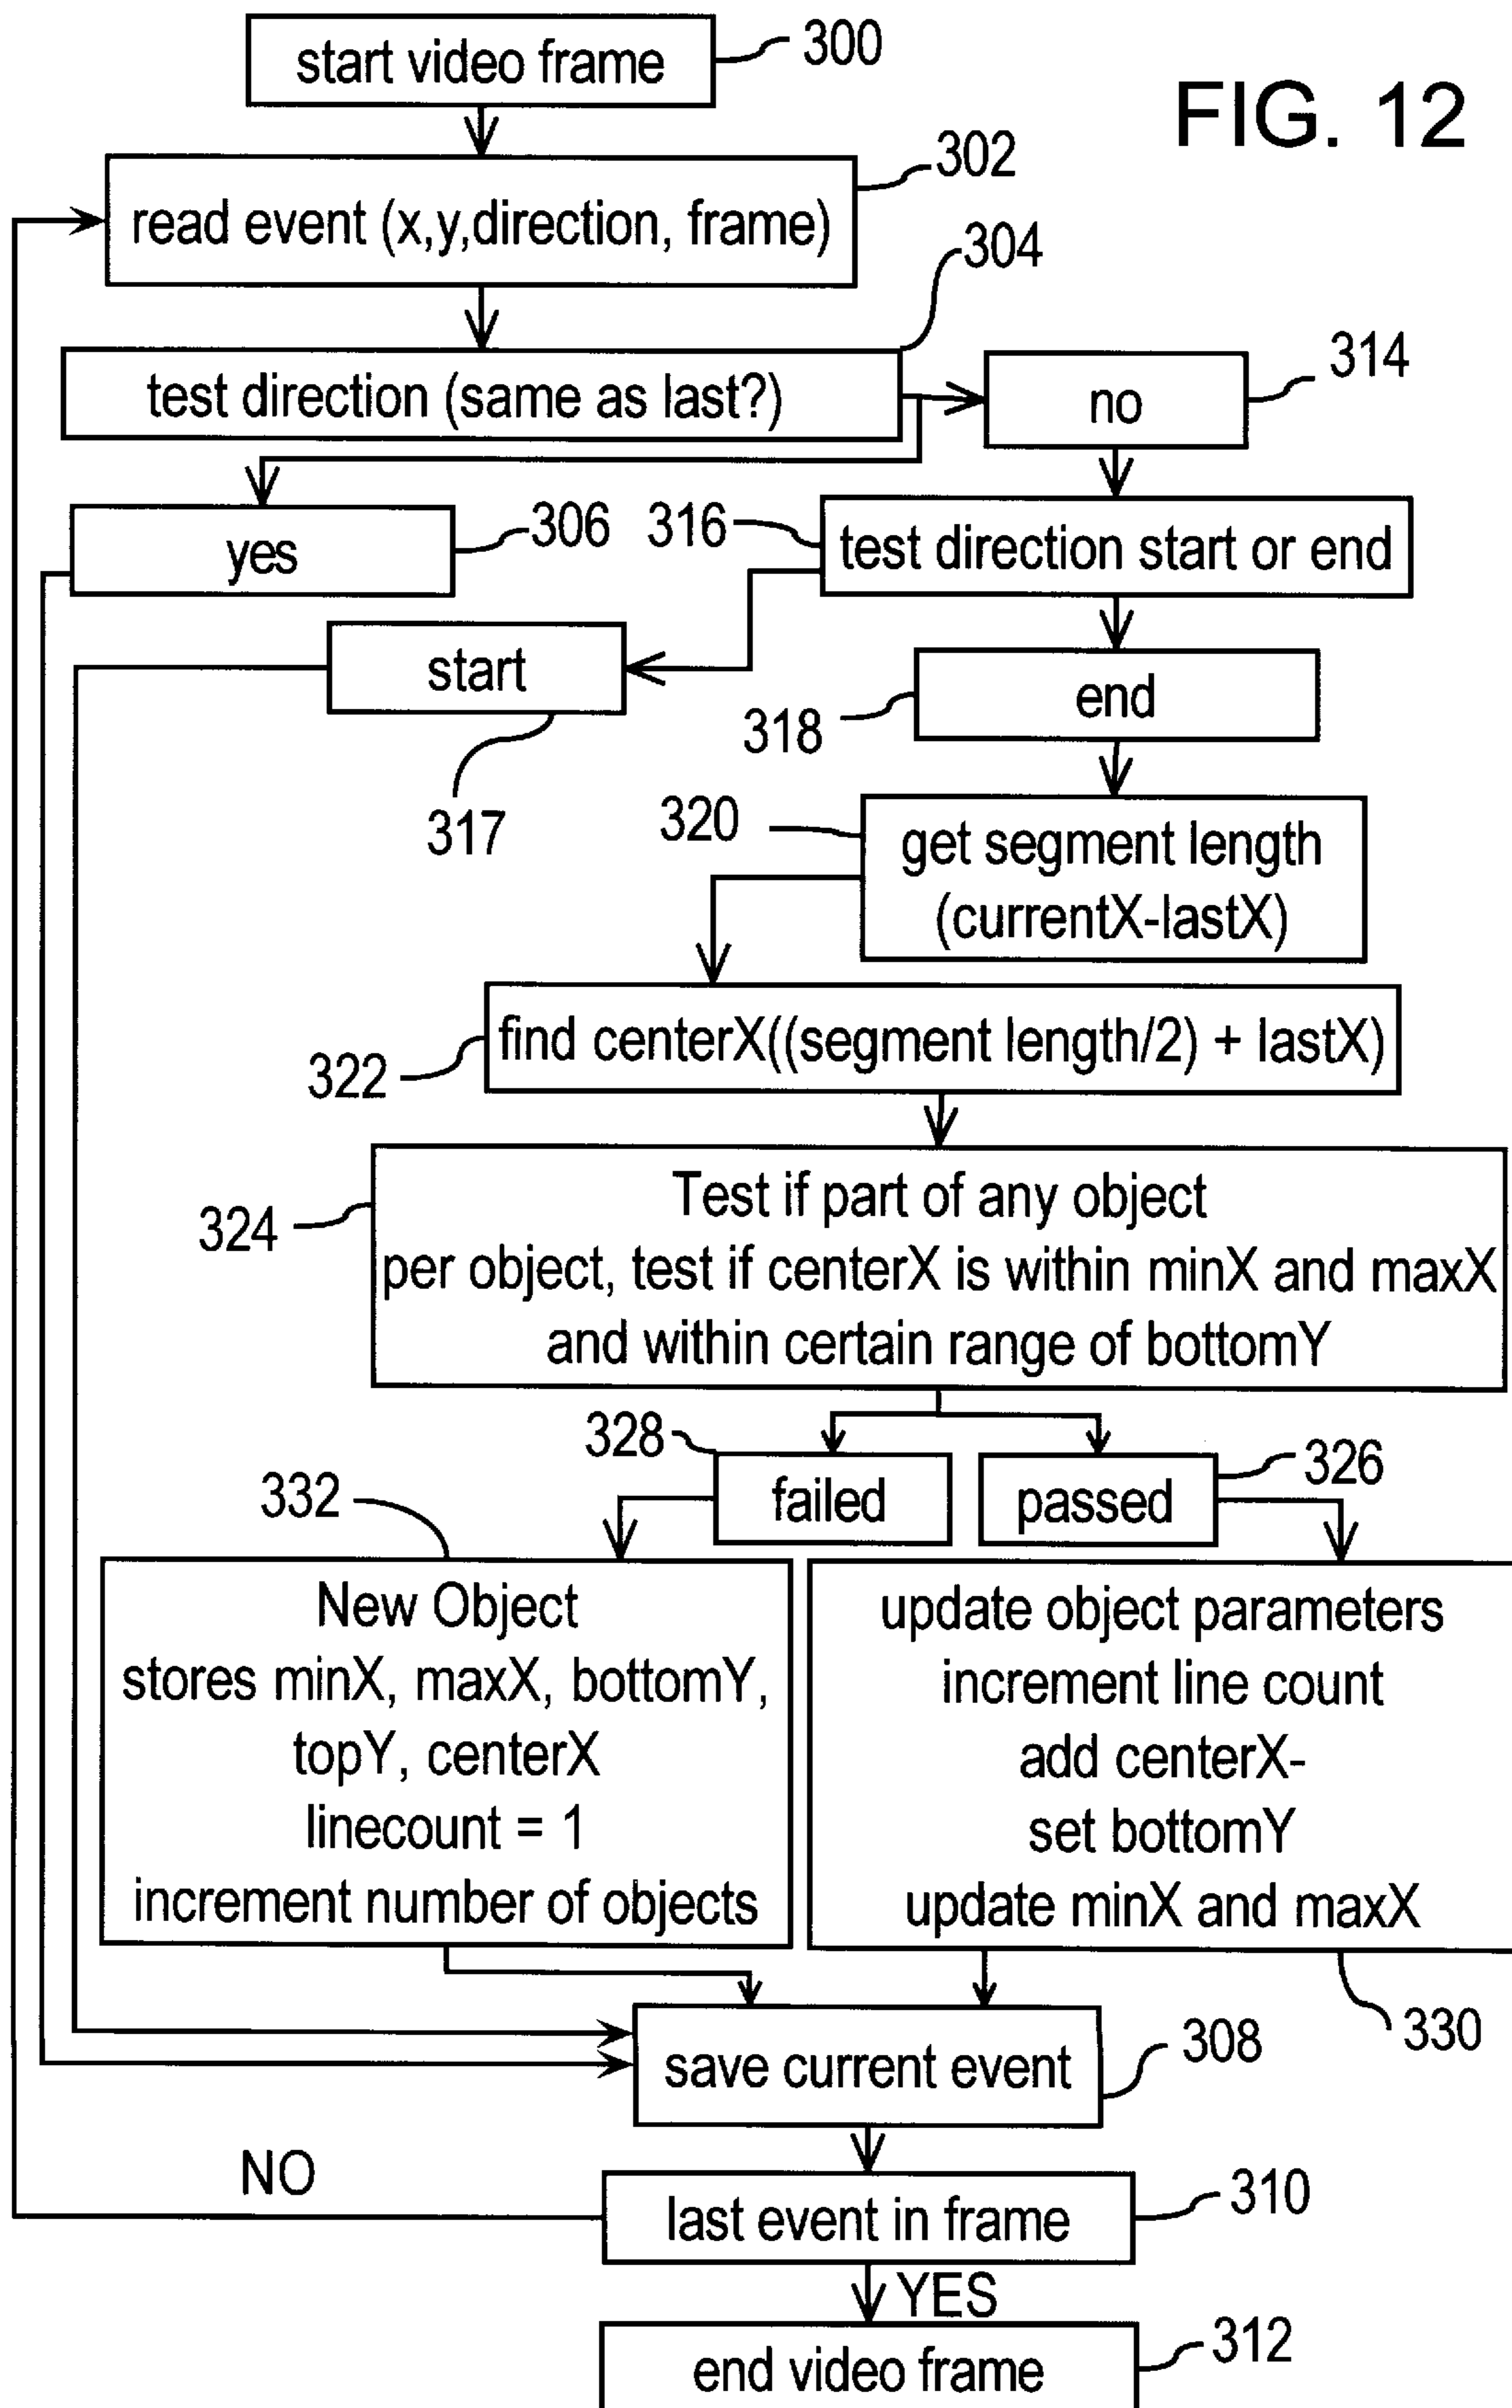 FIG. 12
start video frame
300
read event (x,y,direction, frame)
302
304
test direction (same as last?)
no
314
yes
306
316
test direction start or end
start
317
end
318
320
get segment length
(currentX-lastX)
find centerX((segment length/2) + lastX)
322
324
Test if part of any object
per object, test if centerX is within minX and maxX
and within certain range of bottomY
328
failed
passed
326
332
New Object
stores minX, maxX, bottomY,
topY, centerX
linecount = 1
increment number of objects
update object parameters
increment line count
add centerX-
set bottomY
update minX and maxX
330
save current event
308
NO
last event in frame
310
YES
end video frame
312